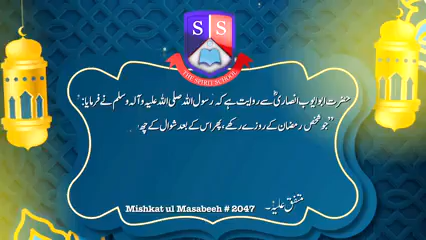 S S
THE SPIRIT SCHOOL
حضرت ابو ایوب انصاریؓ سے روایت ہے کہ رسول اللہ صلی اللہ علیہ وآلہ وسلم نے فرمایا:
”جو شخص رمضان کے روزے رکھے، پھر اس کے بعد شوال کے چھ
متفق علیہ۔
Mishkat ul Masabeeh # 2047